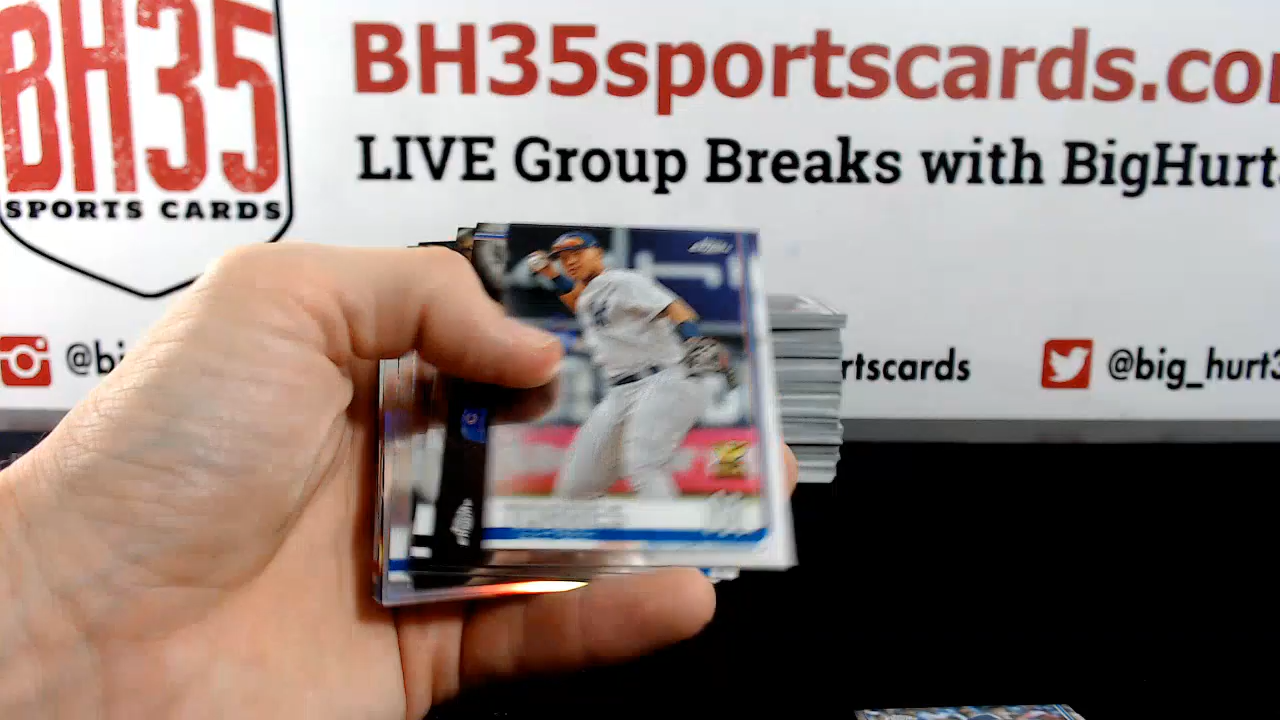 BH35
SPORTS CARDS
BH35sportscards.co
LIVE Group Breaks with BigHurt
@bi
rtscards
@big_hurt3